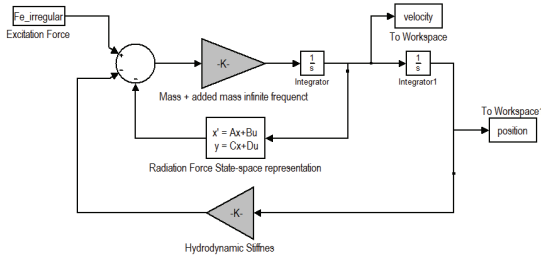 Fe_irregular
Excitation Force
+
-
-
-K-
Mass + added mass infinite frequenct
1
s
Integrator
velocity
To Workspace
1
s
Integrator1
To Workspace1
position
x' = Ax+Bu
y = Cx+Du
Radiation Force State-space representation
-K-
Hydrodynamic Stiffnes